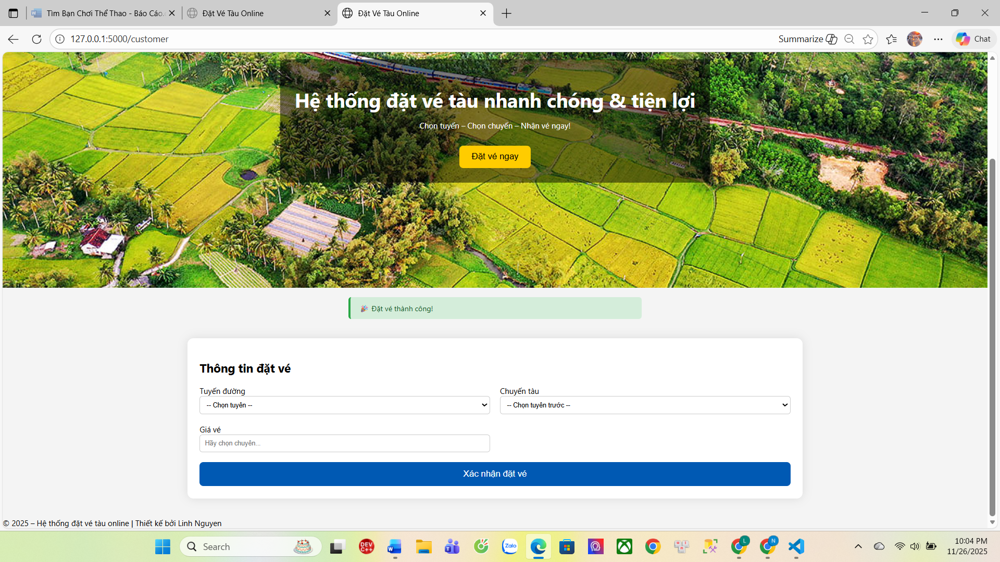 Tìm Bạn Chơi Thể Thao - Báo Cáo.
Đặt Vé Tàu Online
Đặt Vé Tàu Online
127.0.0.1:5000/customer
Summarize
Chat
Hệ thống đặt vé tàu nhanh chóng & tiện lợi
Chọn tuyến – Chọn chuyến – Nhận vé ngay!
Đặt vé ngay
🎉 Đặt vé thành công!
Thông tin đặt vé
Tuyến đường
Chuyến tàu
-- Chọn tuyến --
-- Chọn tuyến trước --
Giá vé
Hãy chọn chuyến...
Xác nhận đặt vé
© 2025 – Hệ thống đặt vé tàu online | Thiết kế bởi Linh Nguyen
Search
DEV
C++
W
T
Zalo
L
N
10:04 PM
11/26/2025